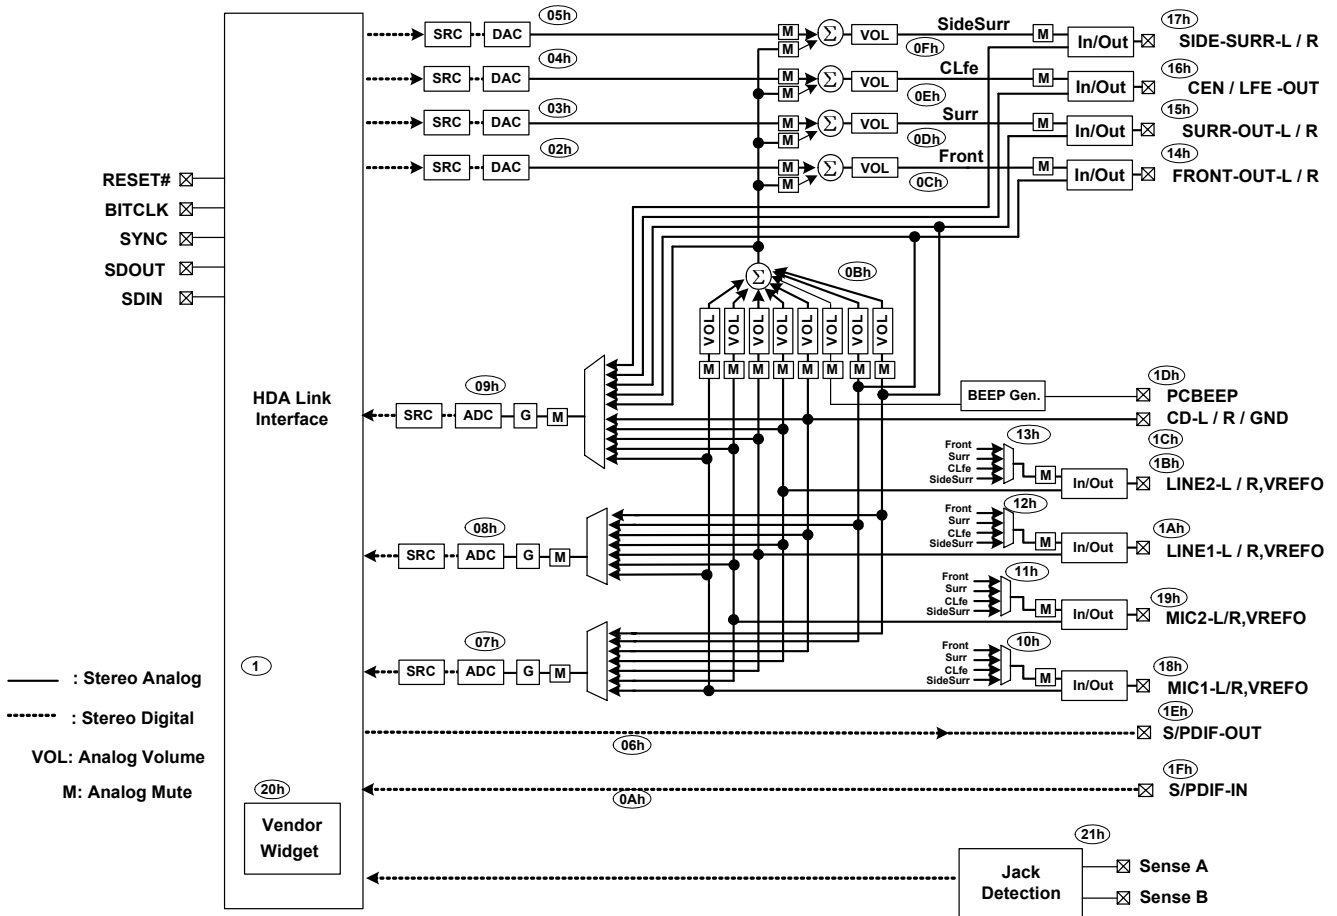 05h
SRC DAC M Σ VOL SideSurr M In/Out 17h
M 0Fh SIDE-SURR-L / R
04h
SRC DAC M Σ VOL CLfe M In/Out 16h
M 0Eh CEN / LFE -OUT
03h
SRC DAC M Σ VOL Surr M In/Out 15h
M 0Dh SURR-OUT-L / R
02h
SRC DAC M Σ VOL Front M In/Out 14h
M 0Ch FRONT-OUT-L / R
RESET#
BITCLK
SYNC
SDOUT
SDIN
Σ 0Bh
VOL VOL VOL VOL VOL VOL VOL VOL
M M M M M M M M
HDA Link
Interface
09h
SRC ADC G M
BEEP Gen.
1Dh
PCBEEP
CD-L / R / GND
1Ch
13h
Front
Surr
CLfe
SideSurr
M In/Out
1Bh
LINE2-L / R,VREFO
08h
SRC ADC G M
12h
Front
Surr
CLfe
SideSurr
M In/Out
1Ah
LINE1-L / R,VREFO
11h
Front
Surr
CLfe
SideSurr
M In/Out
19h
MIC2-L/R,VREFO
07h
SRC ADC G M
10h
Front
Surr
CLfe
SideSurr
M In/Out
18h
MIC1-L/R,VREFO
1
: Stereo Analog
: Stereo Digital
VOL: Analog Volume
M: Analog Mute
06h
1Eh
S/PDIF-OUT
0Ah
1Fh
S/PDIF-IN
20h
Vendor
Widget
21h
Jack
Detection
Sense A
Sense B